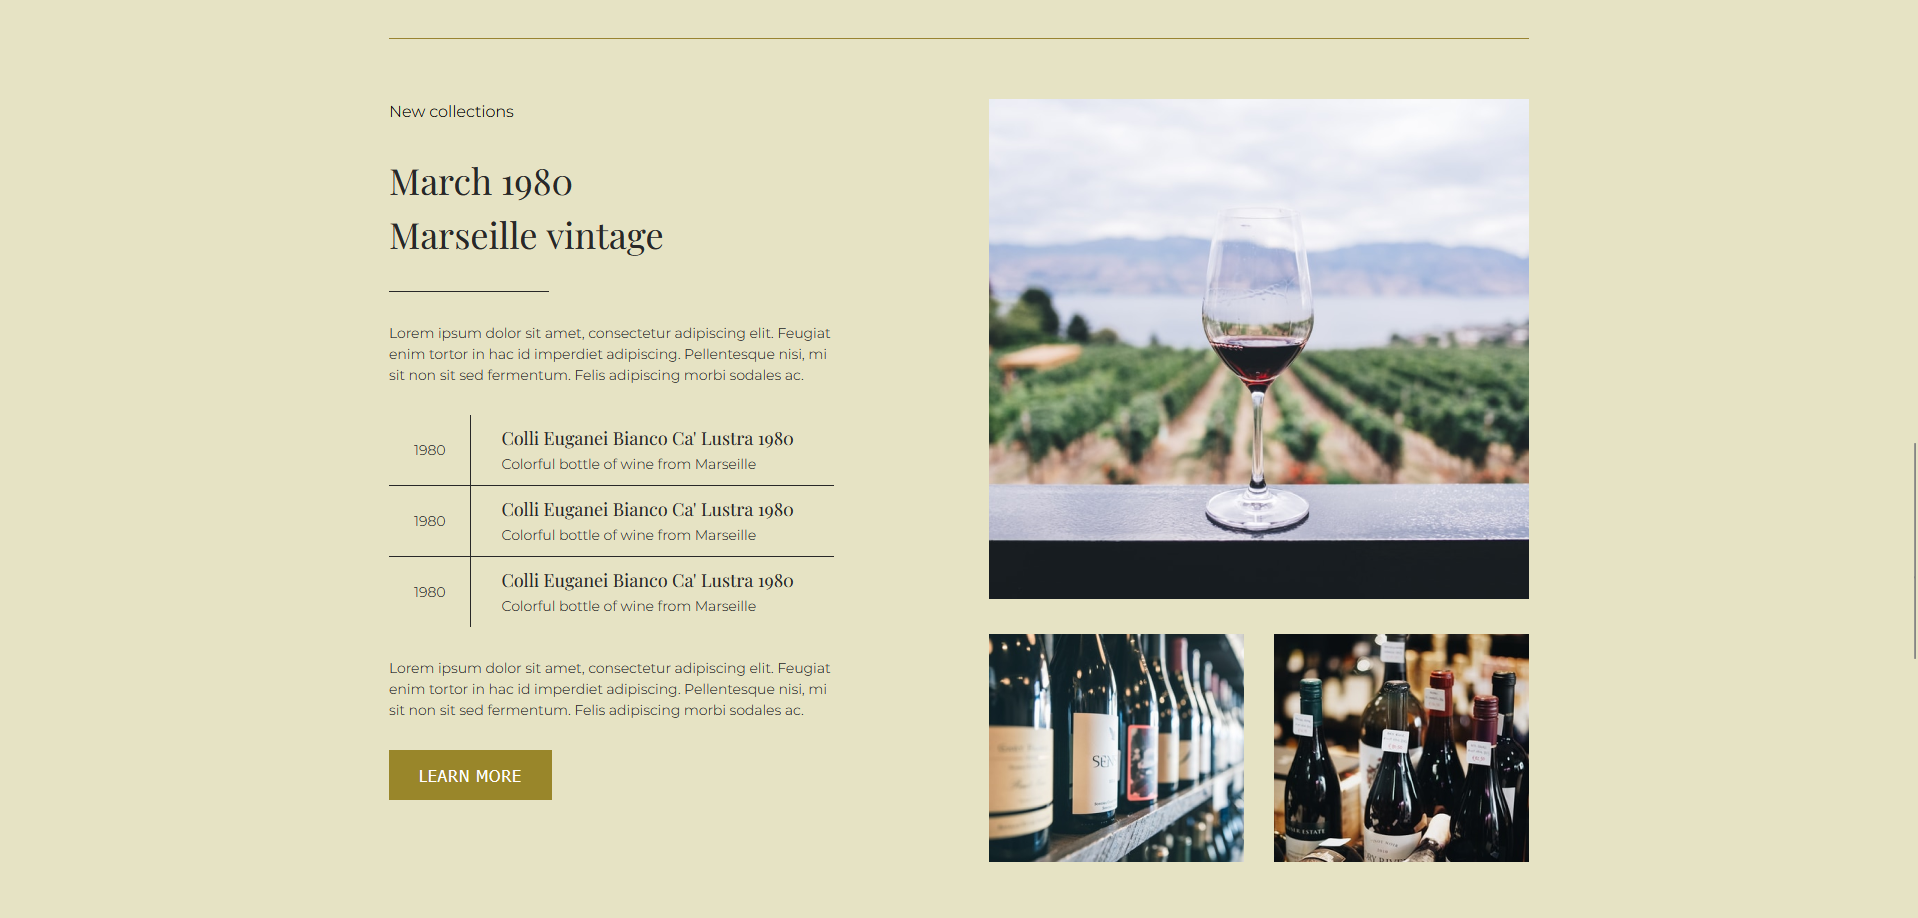 New collections
March 1980
Marseille vintage
Lorem ipsum dolor sit amet, consectetur adipiscing elit. Feugiat
enim tortor in hac id imperdiet adipiscing. Pellentesque nisi, mi
sit non sit sed fermentum. Felis adipiscing morbi sodales ac.
1980
Colli Euganei Bianco Ca' Lustra 1980
Colorful bottle of wine from Marseille
1980
Colli Euganei Bianco Ca' Lustra 1980
Colorful bottle of wine from Marseille
1980
Colli Euganei Bianco Ca' Lustra 1980
Colorful bottle of wine from Marseille
Lorem ipsum dolor sit amet, consectetur adipiscing elit. Feugiat
enim tortor in hac id imperdiet adipiscing. Pellentesque nisi, mi
sit non sit sed fermentum. Felis adipiscing morbi sodales ac.
LEARN MORE
SEN
ESTATE